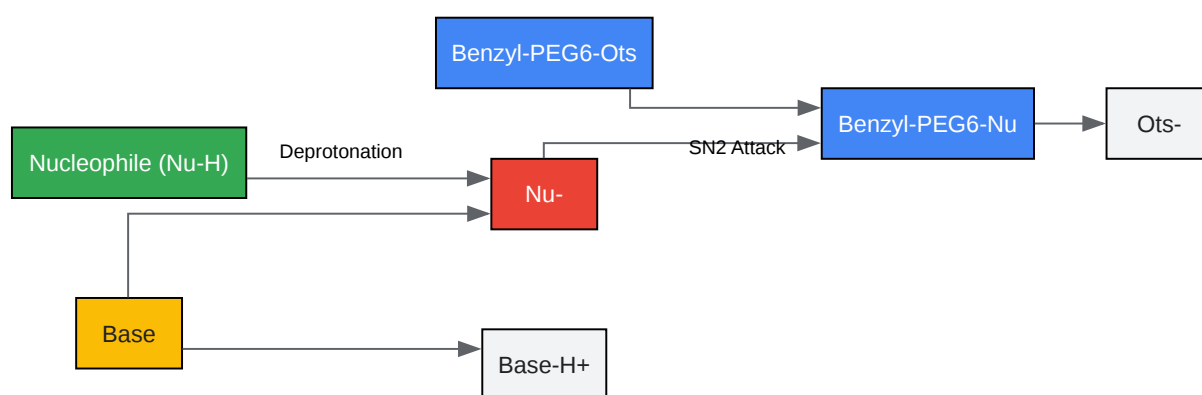 Benzyl-PEG6-Ots
Benzyl-PEG6-Nu
Ots-
Nucleophile (Nu-H)
Deprotonation
SN2 Attack
Nu-
Base
Base-H+